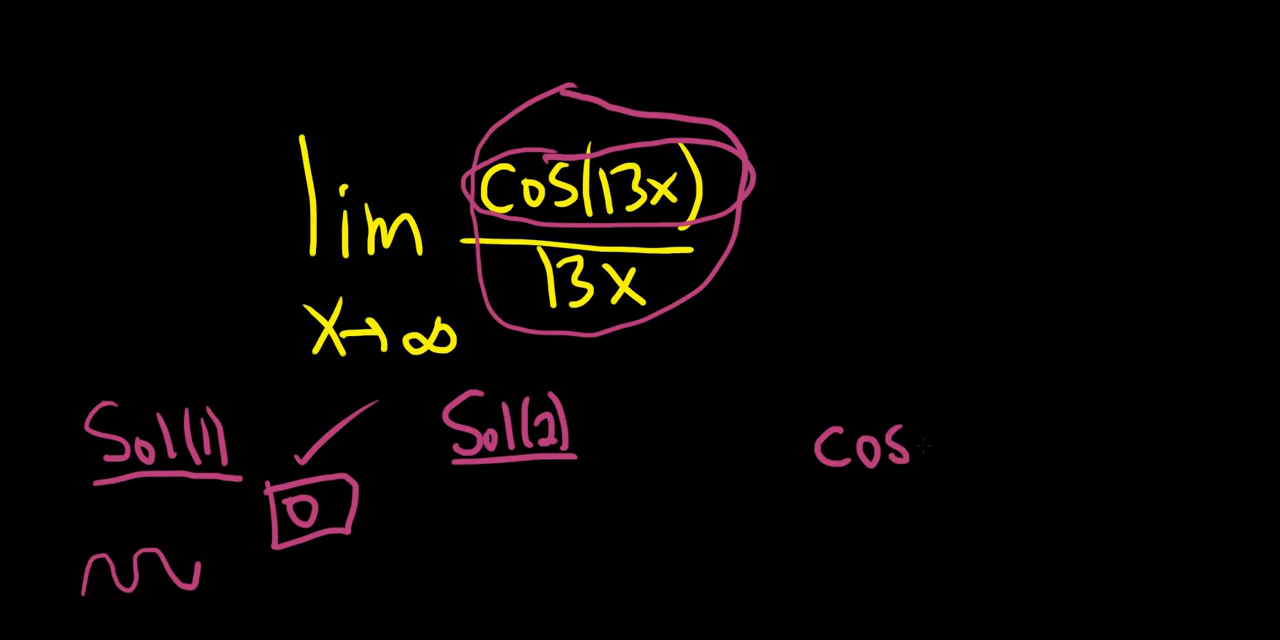 lim cos(13x)
13x
x→∞
Sol(1) Sol(2) cos
0